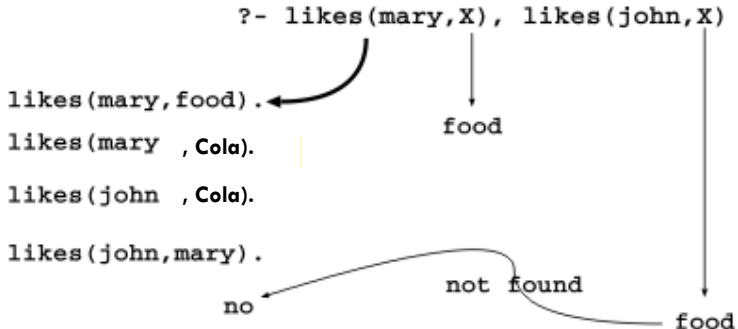 ?- likes(mary,X), likes(john,X)
likes(mary,food).
food
likes(mary , Cola).
likes(john , Cola).
likes(john,mary).
not found
no
food